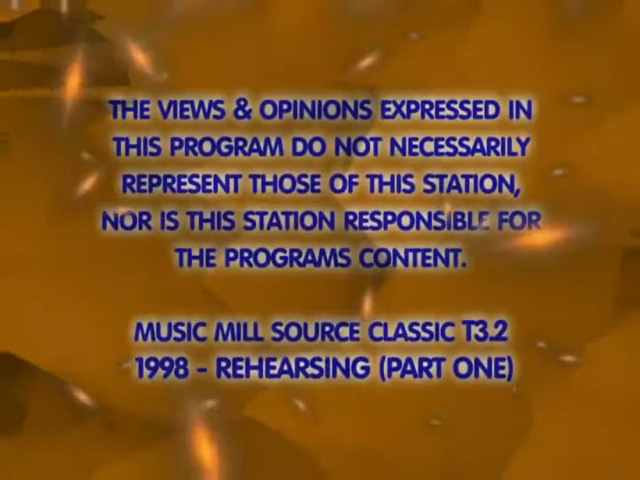 THE VIEWS & OPINIONS EXPRESSED IN
THIS PROGRAM DO NOT NECESSARILY
REPRESENT THOSE OF THIS STATION,
NOR IS THIS STATION RESPONSIBLE FOR
THE PROGRAMS CONTENT.
MUSIC MILL SOURCE CLASSIC T3.2
1998 - REHEARSING (PART ONE)